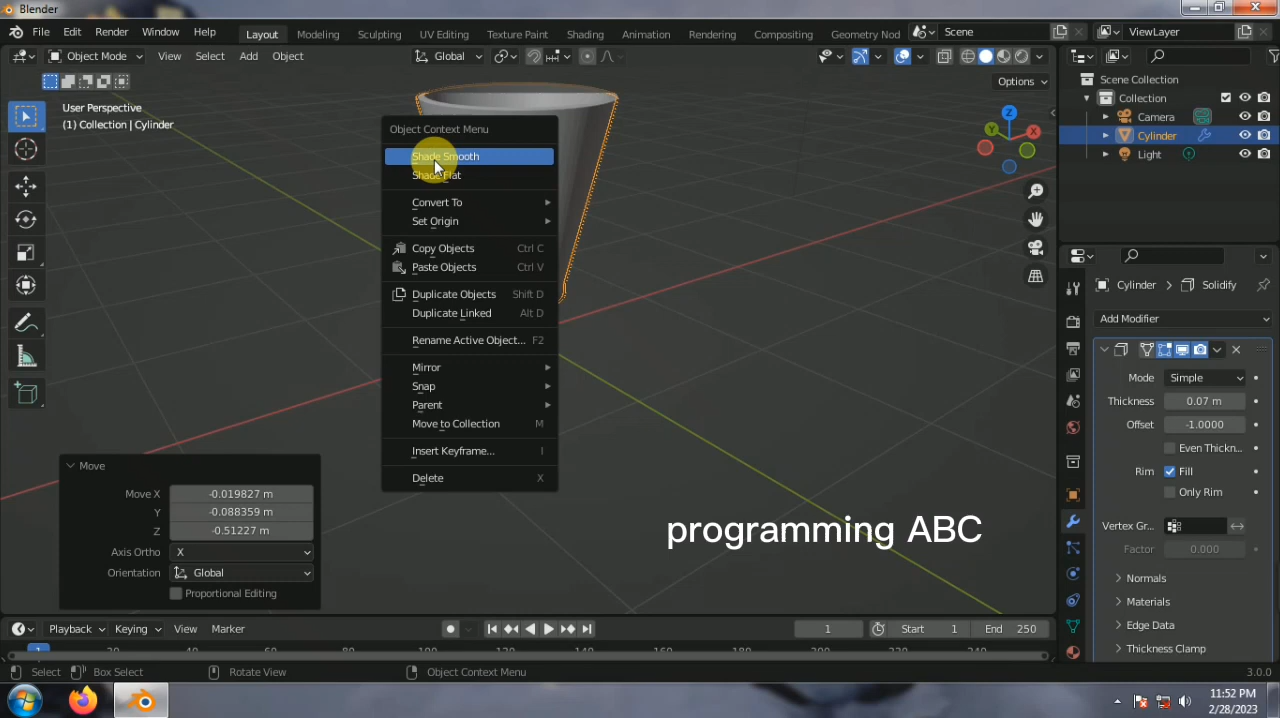 Blender
File Edit Render Window Help Layout Modeling Sculpting UV Editing Texture Paint Shading Animation Rendering Compositing Geometry Nod Scene ViewLayer
Object Mode View Select Add Object Global
Options
User Perspective
(1) Collection | Cylinder
Scene Collection
Collection
Camera
Cylinder
Light
Object Context Menu
Shade Smooth
Shade Flat
Convert To
Set Origin
Copy Objects Ctrl C
Paste Objects Ctrl V
Duplicate Objects Shift D
Duplicate Linked Alt D
Rename Active Object... F2
Mirror
Snap
Parent
Move to Collection M
Insert Keyframe... I
Delete X
X
Y
Z
Cylinder > Solidify
Add Modifier
Mode Simple
Thickness 0.07 m
Offset -1.0000
Even Thickn...
Rim Fill
Only Rim
Vertex Gr...
Factor 0.000
Normals
Materials
Edge Data
Thickness Clamp
Move
Move X -0.019827 m
Y -0.088359 m
Z -0.51227 m
Axis Ortho X
Orientation Global
Proportional Editing
programming ABC
Playback Keying View Marker 1 Start 1 End 250
Select Box Select Rotate View Object Context Menu 3.0.0
11:52 PM
2/28/2023